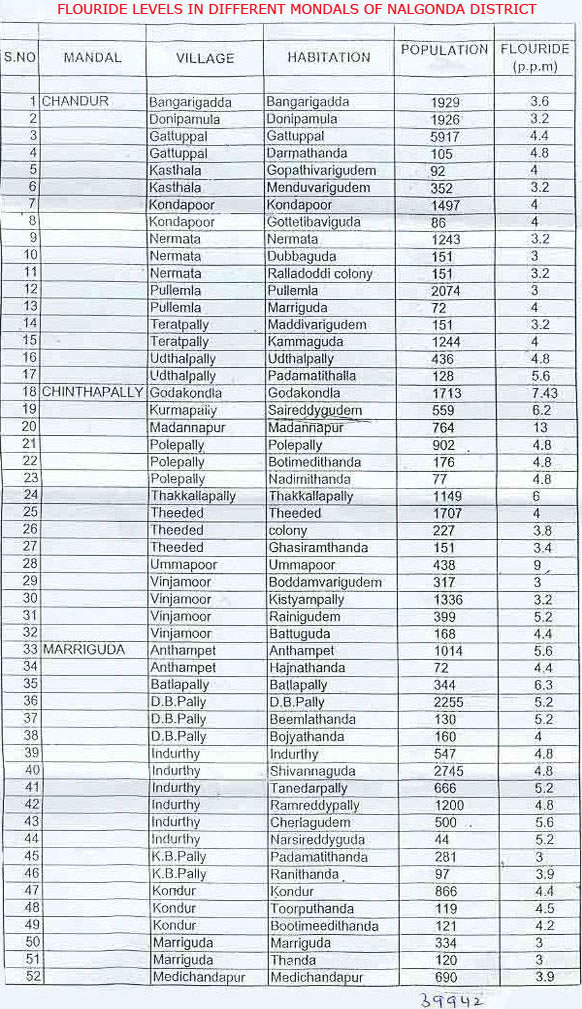 FLOURIDE LEVELS IN DIFFERENT MONDALS OF NALGONDA DISTRICT
S.NO MANDAL VILLAGE HABITATION POPULATION FLOURIDE (p.p.m)
1 CHANDUR Bangarigadda Bangarigadda 1929 3.6
2 Donipamula Donipamula 1926 3.2
3 Gattuppal Gattuppal 5917 4.4
4 Gattuppal Darmathanda 105 4.8
5 Kasthala Gopathivarigudem 92 4
6 Kasthala Menduvarigudem 352 3.2
7 Kondapoor Kondapoor 1497 4
8 Kondapoor Gottetibaviguda 86 4
9 Nermata Nermata 1243 3.2
10 Nermata Dubbaguda 151 3
11 Nermata Ralladoddi colony 151 3.2
12 Pullemla Pullemla 2074 3
13 Pullemla Marriguda 72 4
14 Teratpally Maddivarigudem 151 3.2
15 Teratpally Kammaguda 1244 4
16 Udthalpally Udthalpally 436 4.8
17 Udthalpally Padamatithalla 128 5.6
18 CHINTHAPALLY Godakondla Godakondla 1713 7.43
19 Kurmapally Saireddygudem 559 6.2
20 Madannapur Madannapur 764 13
21 Polepally Polepally 902 4.8
22 Polepally Botimedithanda 176 4.8
23 Polepally Nadimithanda 77 4.8
24 Thakkallapally Thakkallapally 1149 6
25 Theeded Theeded 1707 4
26 Theeded colony 227 3.8
27 Theeded Ghasiramthanda 151 3.4
28 Ummapoor Ummapoor 438 9
29 Vinjamoor Boddamvarigudem 317 3
30 Vinjamoor Kistyampally 1336 3.2
31 Vinjamoor Rainigudem 399 5.2
32 Vinjamoor Battuguda 168 4.4
33 MARRIGUDA Anthampet Anthampet 1014 5.6
34 Anthampet Hajnathanda 72 4.4
35 Batlapally Batlapally 344 6.3
36 D.B.Pally D.B.Pally 2255 5.2
37 D.B.Pally Beemlathanda 130 5.2
38 D.B.Pally Bojyathanda 160 4
39 Indurthy Indurthy 547 4.8
40 Indurthy Shivannaguda 2745 4.8
41 Indurthy Tanedarpally 666 5.2
42 Indurthy Ramreddypally 1200 4.8
43 Indurthy Cherlagudem 500 5.6
44 Indurthy Narsireddyguda 44 5.2
45 K.B.Pally Padamatithanda 281 3
46 K.B.Pally Ranithanda 97 3.9
47 Kondur Kondur 866 4.4
48 Kondur Toorputhanda 119 4.5
49 Kondur Bootimeedithanda 121 4.2
50 Marriguda Marriguda 334 3
51 Marriguda Thanda 120 3
52 Medichandapur Medichandapur 690 3.9
39942